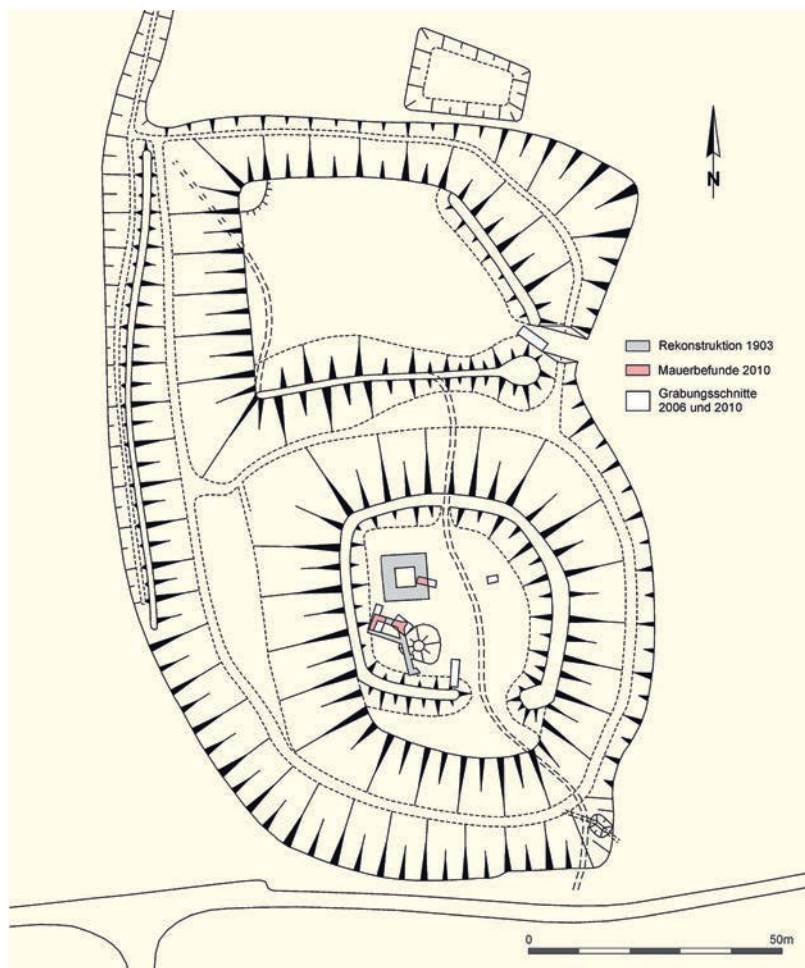 N
Rekonstruktion 1903
Mauerbefunde 2010
Grabungsschnitte
2006 und 2010
0
50m